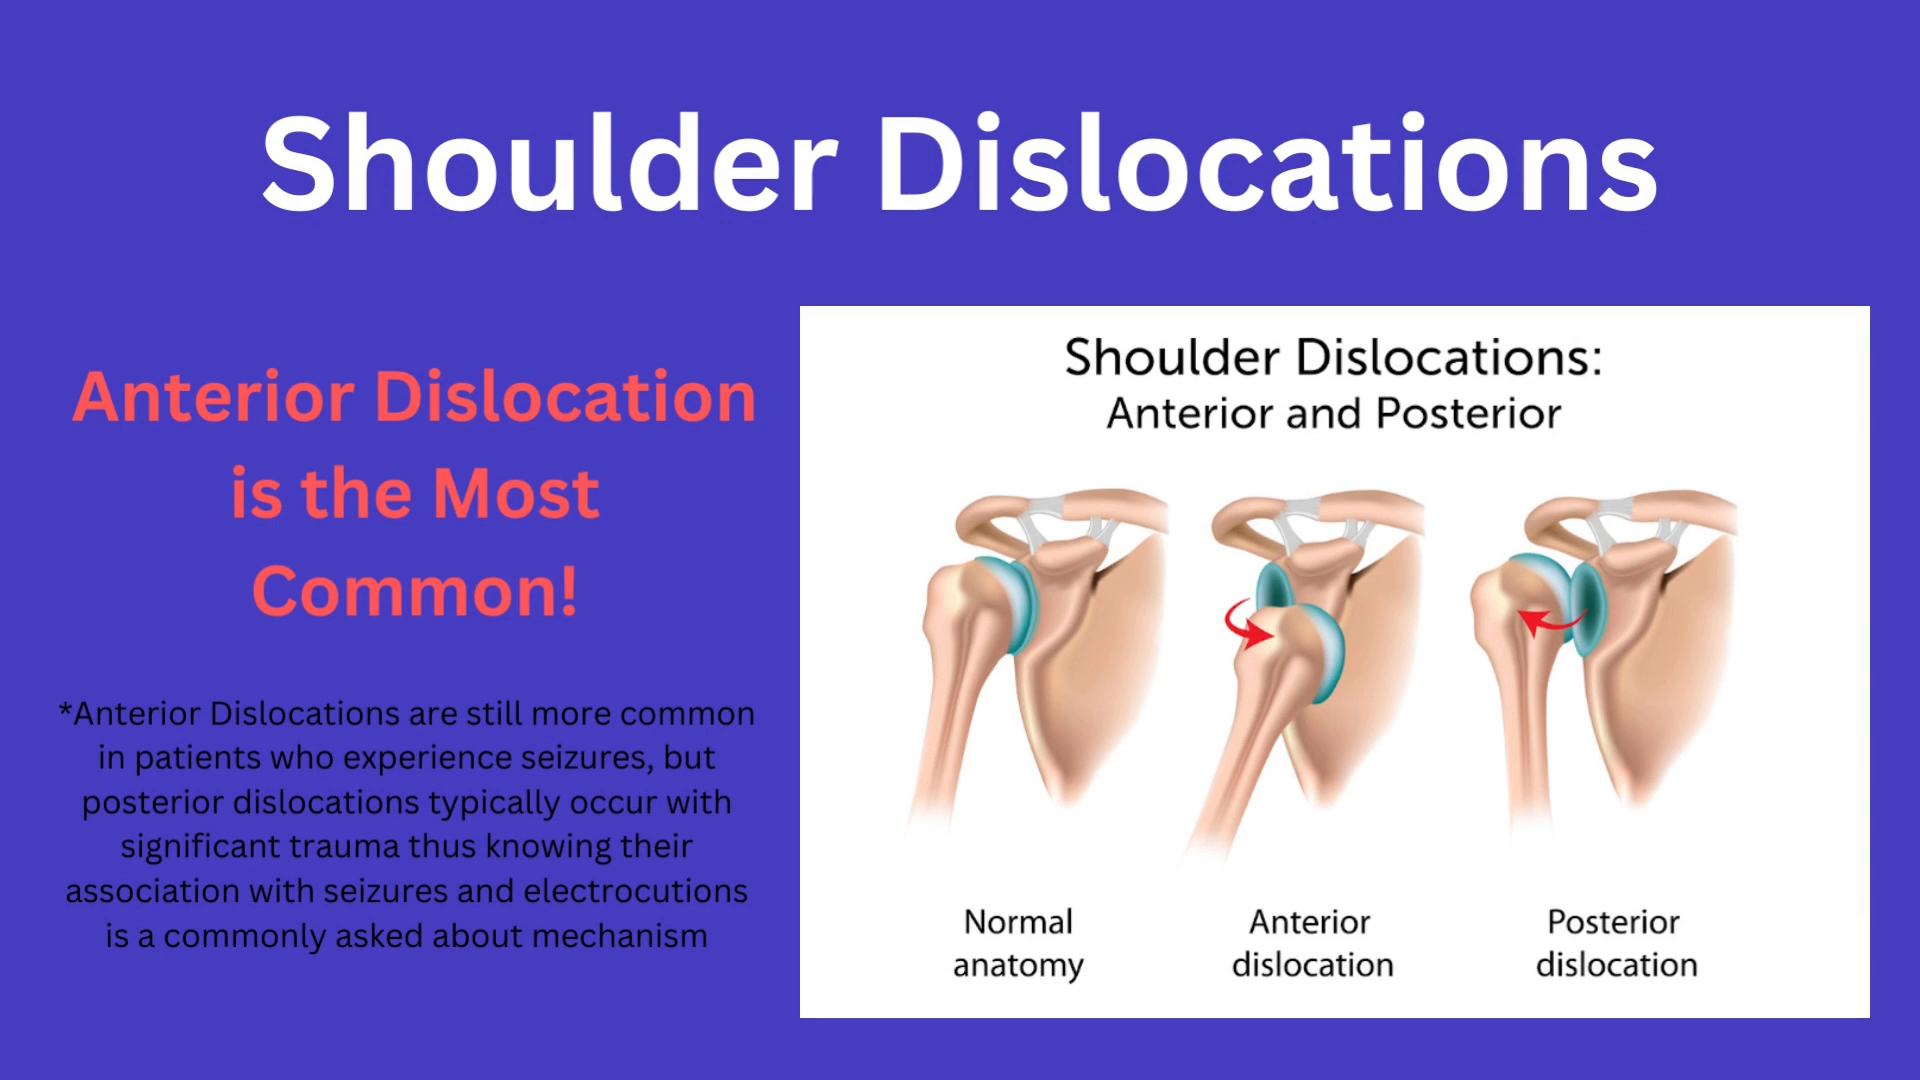 Shoulder Dislocations
Anterior Dislocation
is the Most
Common!
*Anterior Dislocations are still more common
in patients who experience seizures, but
posterior dislocations typically occur with
significant trauma thus knowing their
association with seizures and electrocutions
is a commonly asked about mechanism
Shoulder Dislocations:
Anterior and Posterior
Normal
anatomy
Anterior
dislocation
Posterior
dislocation